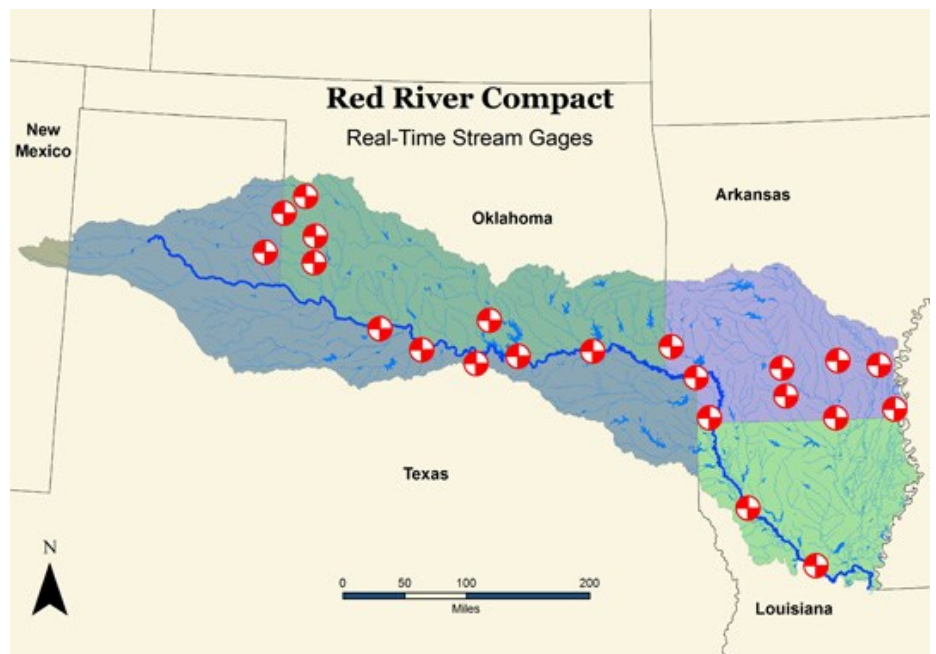 Red River Compact
Real-Time Stream Gages
New
Mexico
Oklahoma
Arkansas
Texas
N
0 50 100 200
Miles
Louisiana